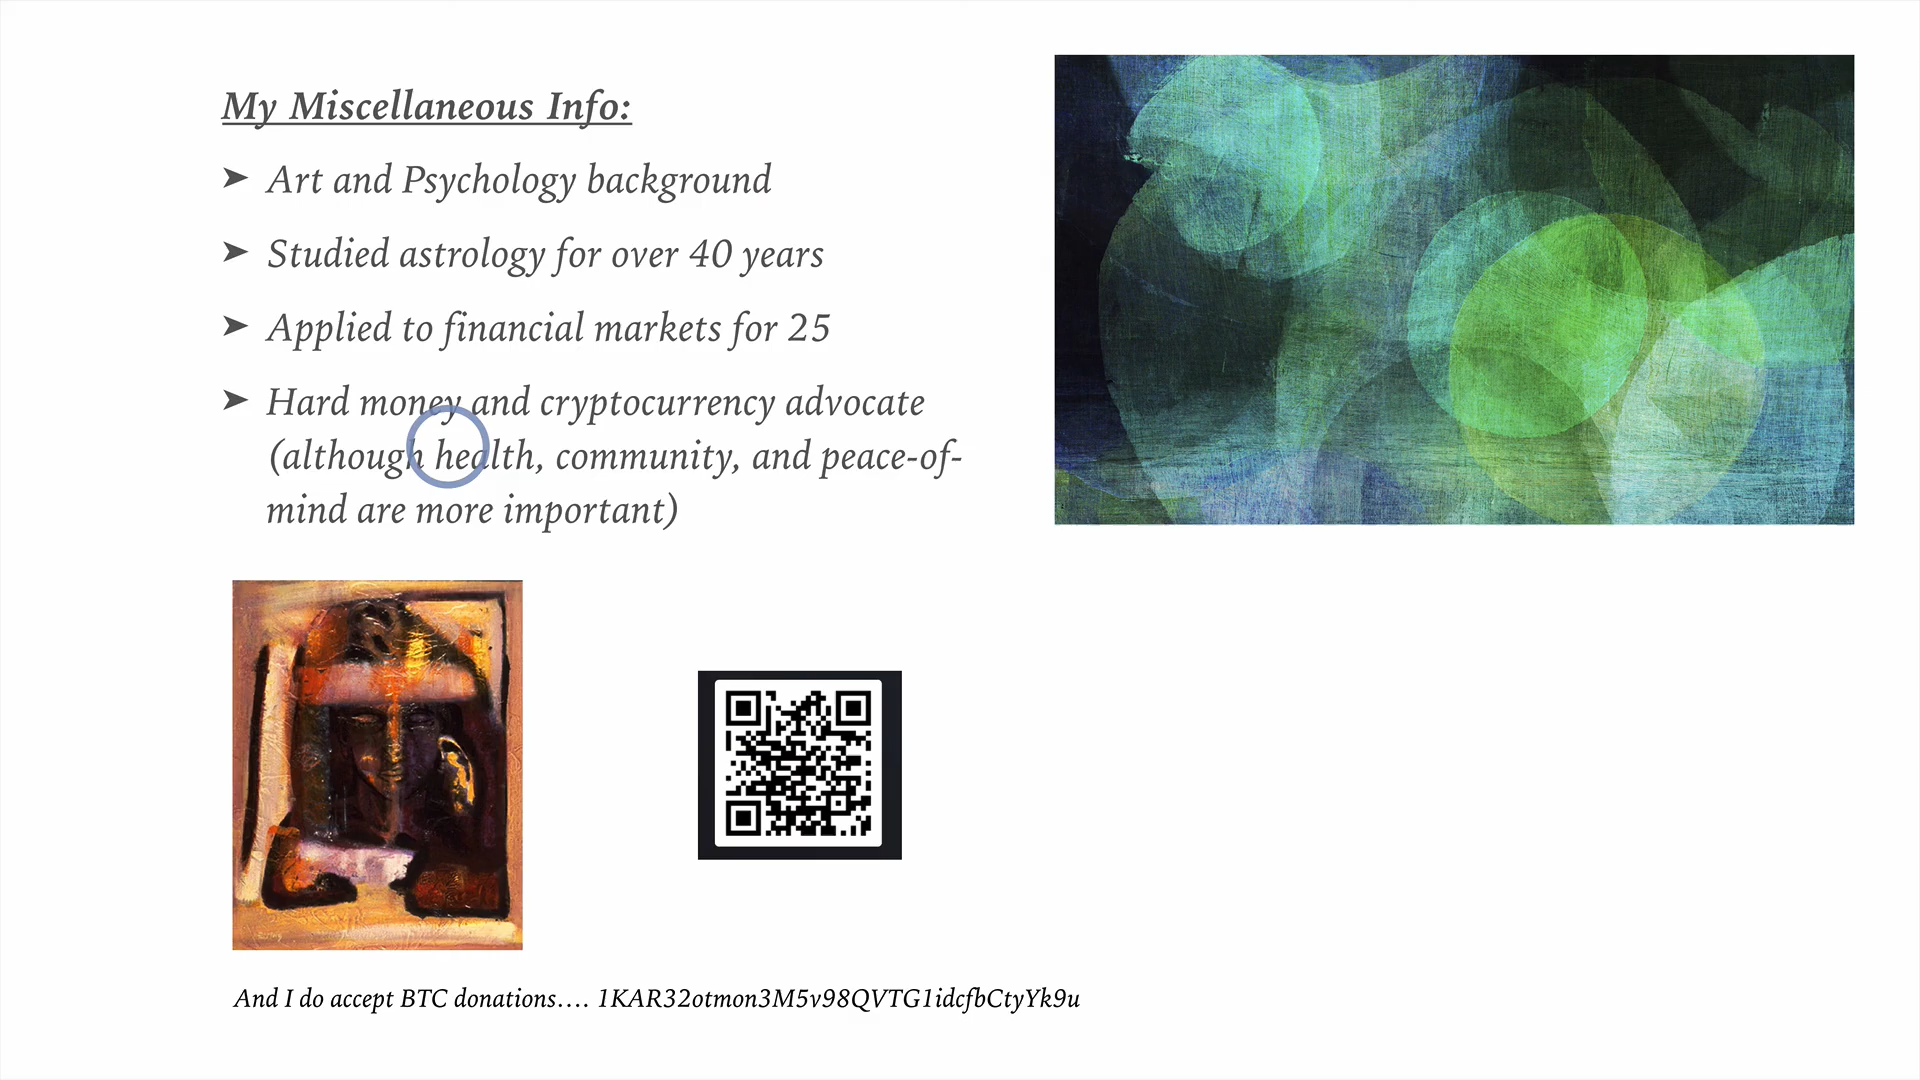 My Miscellaneous Info:
➤ Art and Psychology background
➤ Studied astrology for over 40 years
➤ Applied to financial markets for 25
➤ Hard money and cryptocurrency advocate
(although health, community, and peace-of-
mind are more important)
And I do accept BTC donations…. 1KAR32otmon3M5v98QVTG1idcfbCtyYk9u